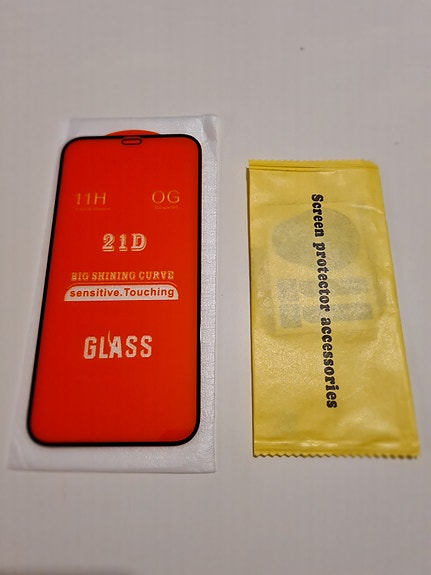 11H
OG
21D
BIG SHINING CURVE
sensitive.Touching
GLASS
Screen protector accessories